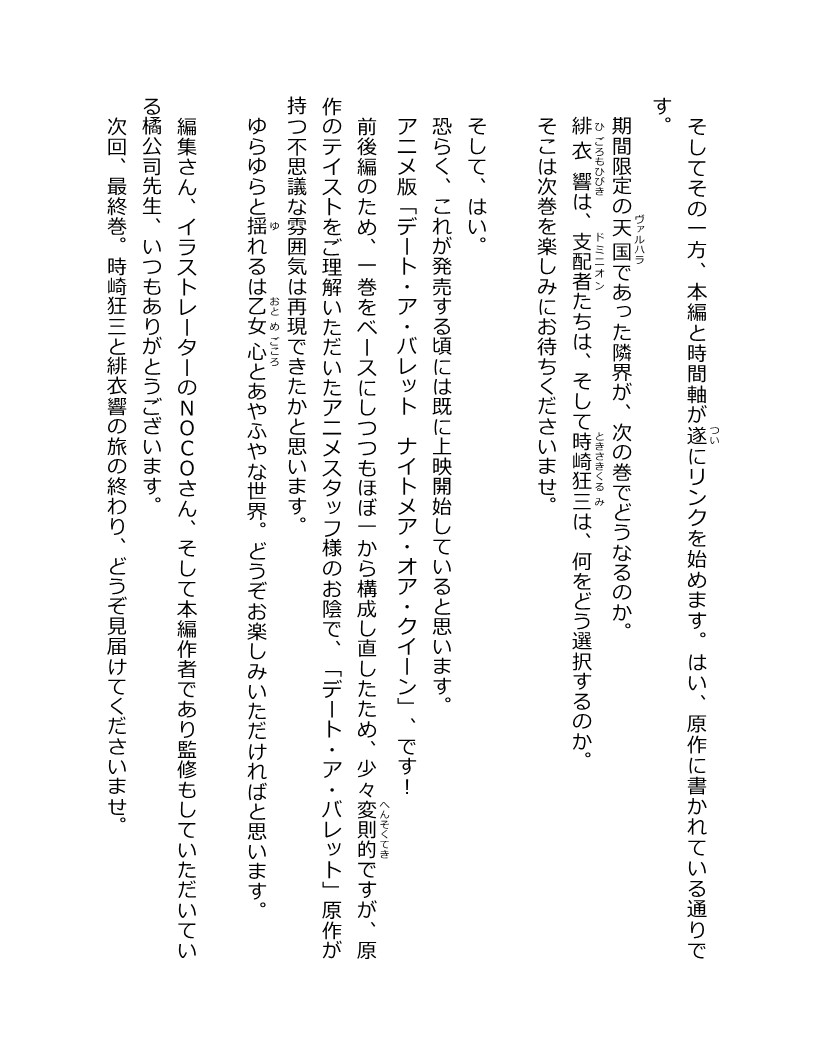 そしてその一方、本編と時間軸が遂にリンクを始めます。はい、原作に書かれている通りで
す。
　期間限定の天国であった隣界が、次の巻でどうなるのか。
　緋衣響は、支配者たちは、そして時崎狂三は、何をどう選択するのか。
　そこは次巻を楽しみにお待ちくださいませ。
　そして、はい。
　恐らく、これが発売する頃には既に上映開始していると思います。
　アニメ版「デート・ア・バレット　ナイトメア・オア・クイーン」、です！
　前後編のため、一巻をベースにしつつもほぼ一から構成し直したため、少々変則的ですが、原
作のテイストをご理解いただいたアニメスタッフ様のお陰で、「デート・ア・バレット」原作が
持つ不思議な雰囲気は再現できたかと思います。
　ゆらゆらと揺れるは乙女心とあやふやな世界。どうぞお楽しみいただければと思います。
　編集さん、イラストレーターのＮＯＣＯさん、そして本編作者であり監修もしていただいてい
る橘公司先生、いつもありがとうございます。
　次回、最終巻。時崎狂三と緋衣響の旅の終わり、どうぞ見届けてくださいませ。